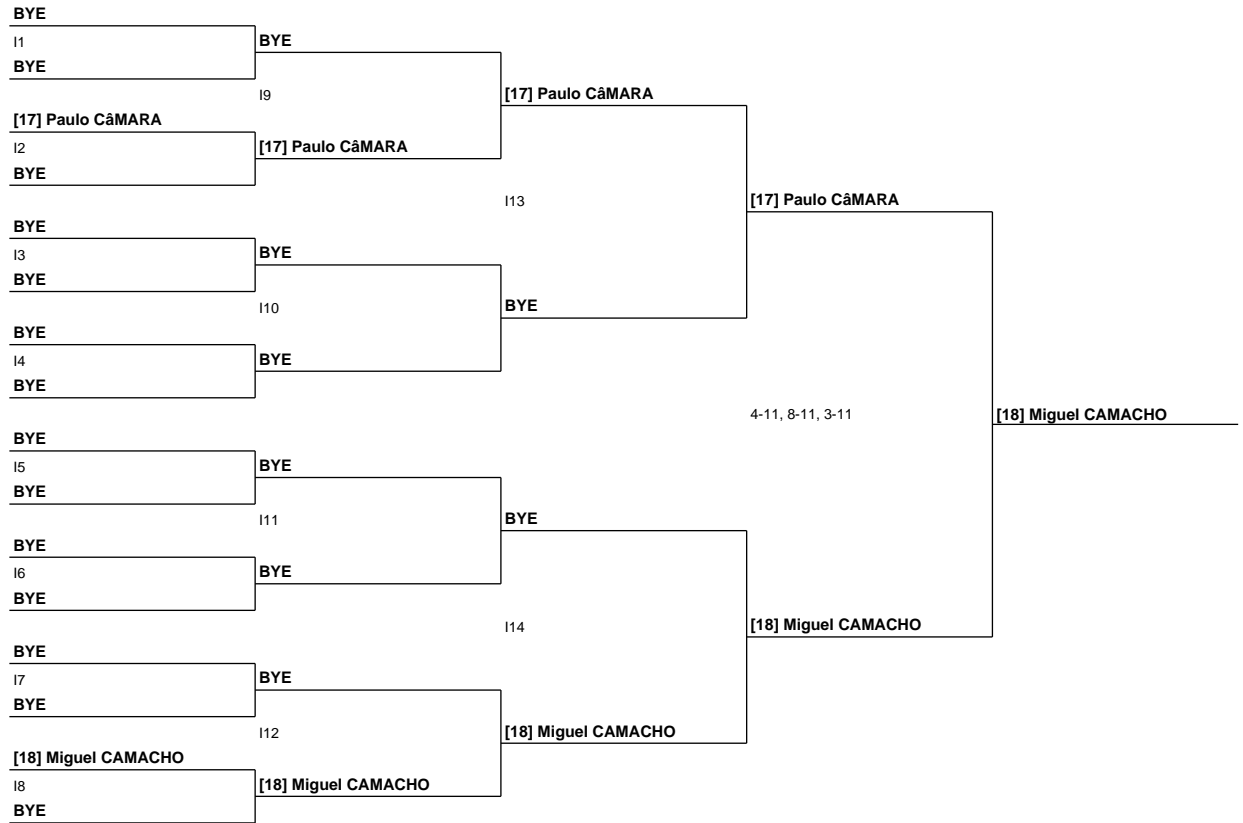 BYE
I1
BYE
BYE
I9
[17] Paulo CâMARA
[17] Paulo CâMARA
I2
[17] Paulo CâMARA
BYE
I13
[17] Paulo CâMARA
BYE
I3
BYE
BYE
I10
BYE
BYE
I4
BYE
BYE
4-11, 8-11, 3-11
[18] Miguel CAMACHO
BYE
I5
BYE
BYE
I11
BYE
BYE
I6
BYE
BYE
I14
[18] Miguel CAMACHO
BYE
I7
BYE
BYE
I12
[18] Miguel CAMACHO
[18] Miguel CAMACHO
I8
[18] Miguel CAMACHO
BYE